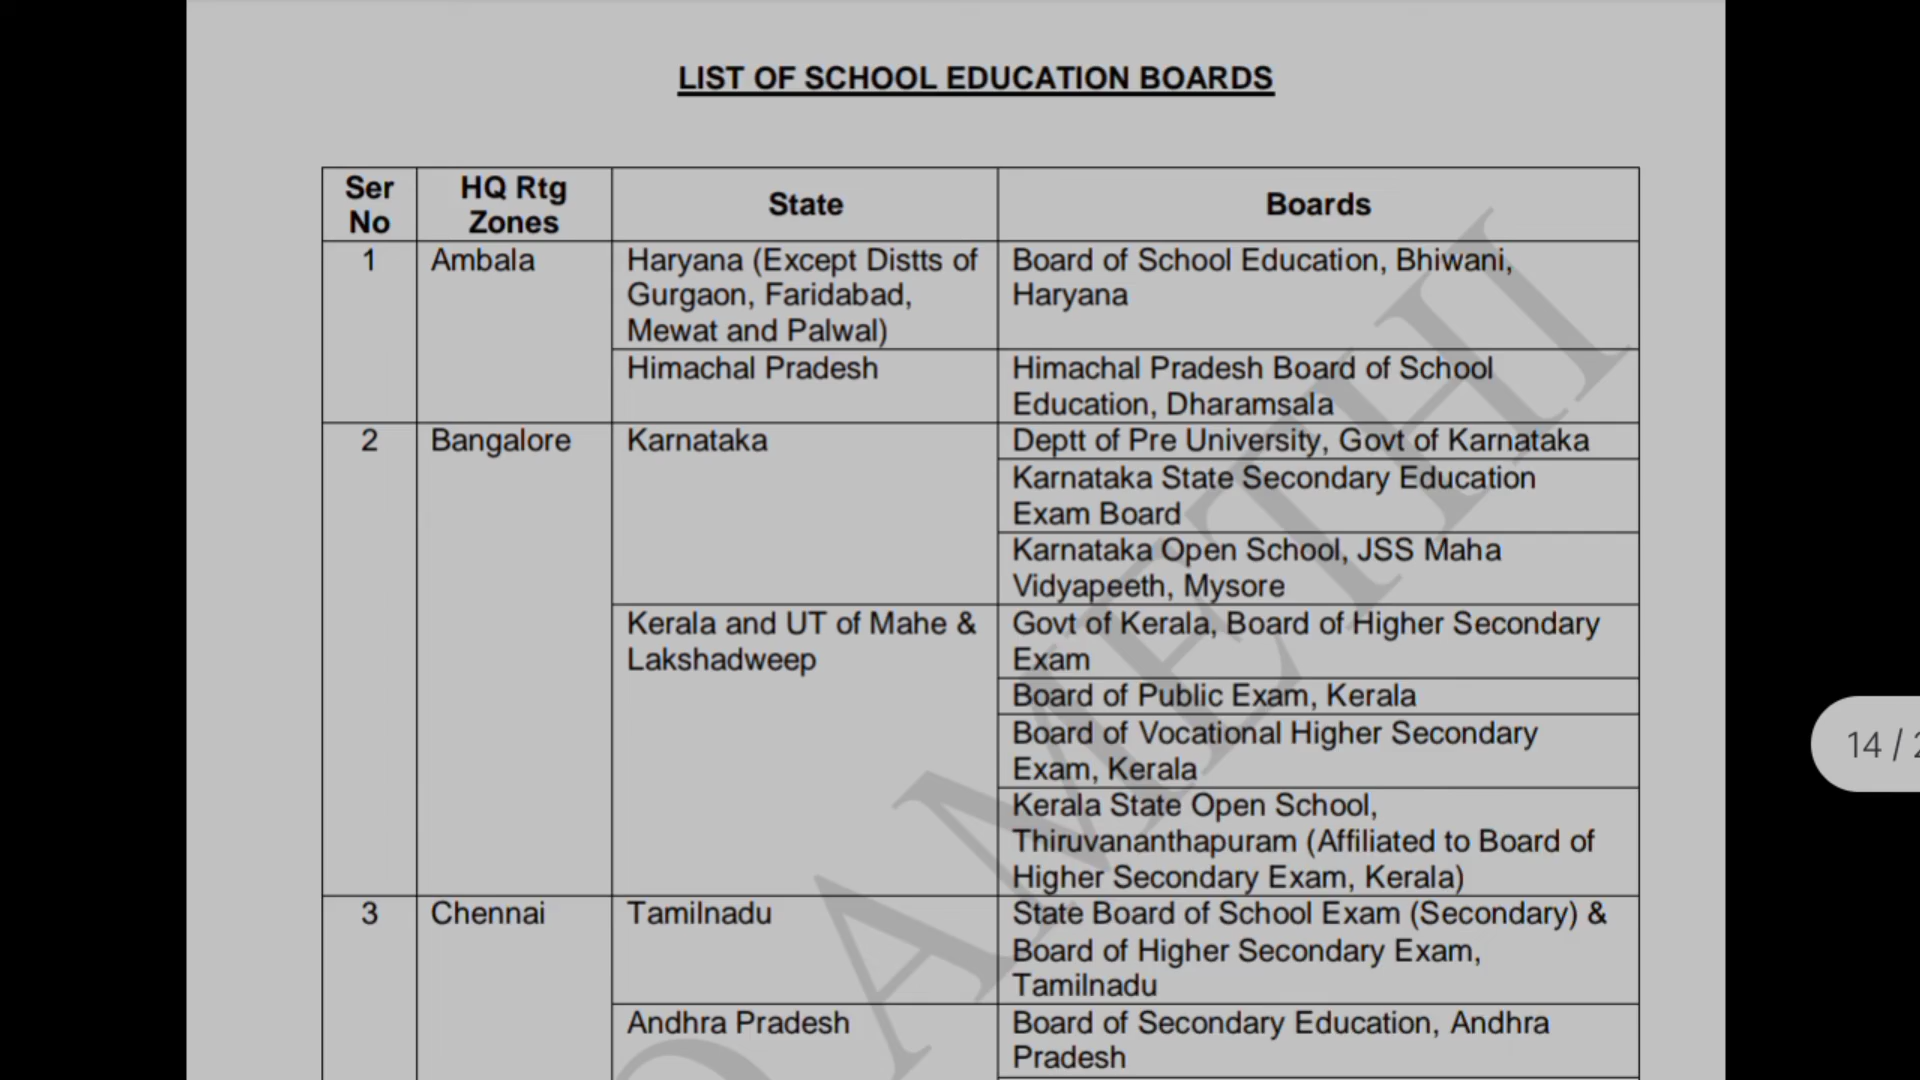 LIST OF SCHOOL EDUCATION BOARDS
Ser No HQ Rtg Zones State Boards
1 Ambala Haryana (Except Distts of Gurgaon, Faridabad, Mewat and Palwal) Board of School Education, Bhiwani, Haryana
Himachal Pradesh Himachal Pradesh Board of School Education, Dharamsala
2 Bangalore Karnataka Deptt of Pre University, Govt of Karnataka
Karnataka State Secondary Education Exam Board
Karnataka Open School, JSS Maha Vidyapeeth, Mysore
Kerala and UT of Mahe & Lakshadweep Govt of Kerala, Board of Higher Secondary Exam
Board of Public Exam, Kerala
Board of Vocational Higher Secondary Exam, Kerala
Kerala State Open School, Thiruvananthapuram (Affiliated to Board of Higher Secondary Exam, Kerala)
3 Chennai Tamilnadu State Board of School Exam (Secondary) & Board of Higher Secondary Exam, Tamilnadu
Andhra Pradesh Board of Secondary Education, Andhra Pradesh
14 /
AMETHI